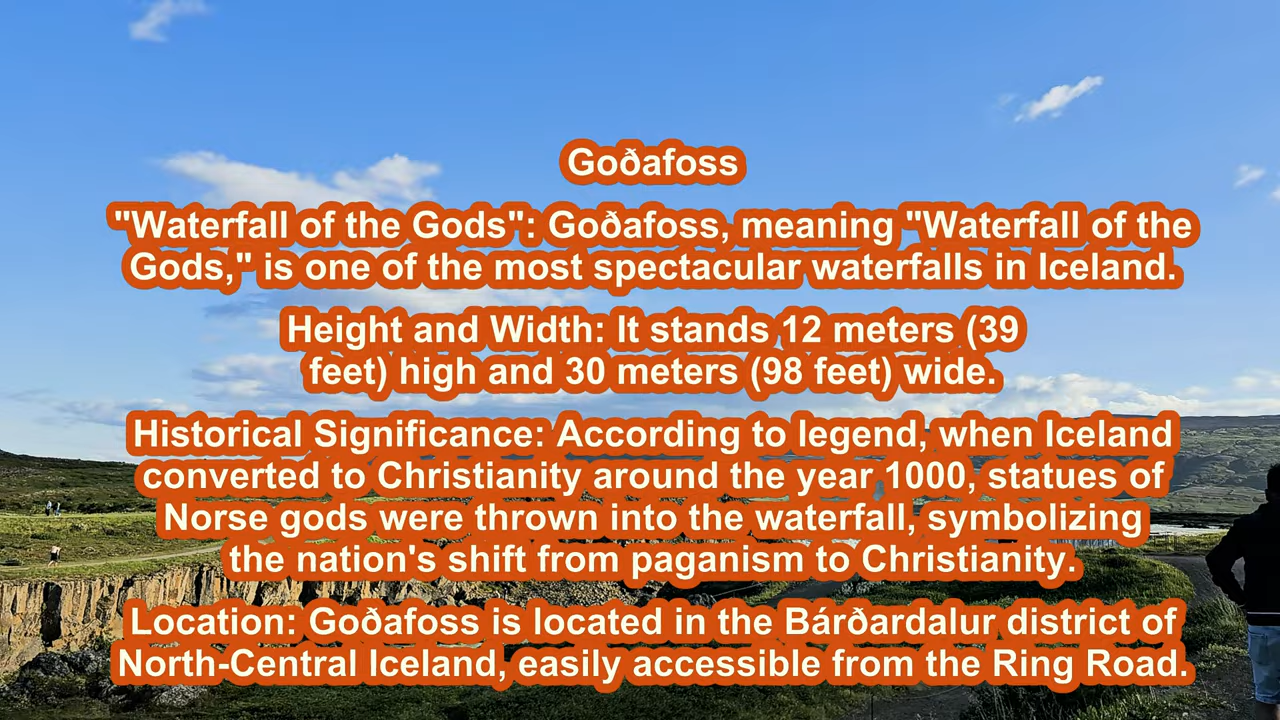 Goðafoss
"Waterfall of the Gods": Goðafoss, meaning "Waterfall of the
Gods," is one of the most spectacular waterfalls in Iceland.
Height and Width: It stands 12 meters (39
feet) high and 30 meters (98 feet) wide.
Historical Significance: According to legend, when Iceland
converted to Christianity around the year 1000, statues of
Norse gods were thrown into the waterfall, symbolizing
the nation's shift from paganism to Christianity.
Location: Goðafoss is located in the Bárðardalur district of
North-Central Iceland, easily accessible from the Ring Road.